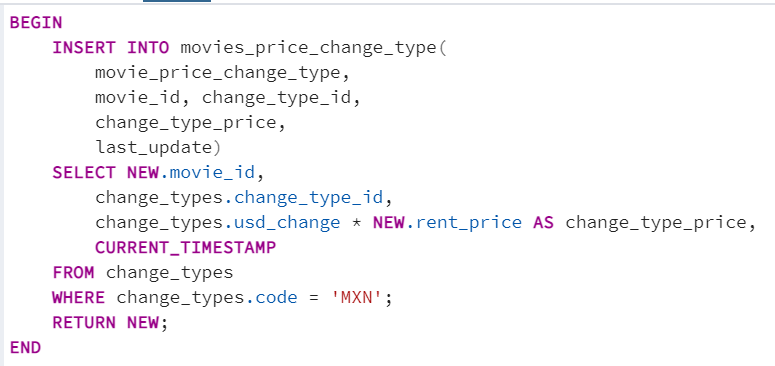 BEGIN
INSERT INTO movies_price_change_type(
movie_price_change_type,
movie_id, change_type_id,
change_type_price,
last_update)
SELECT NEW.movie_id,
change_types.change_type_id,
change_types.usd_change * NEW.rent_price AS change_type_price,
CURRENT_TIMESTAMP
FROM change_types
WHERE change_types.code = 'MXN';
RETURN NEW;
END